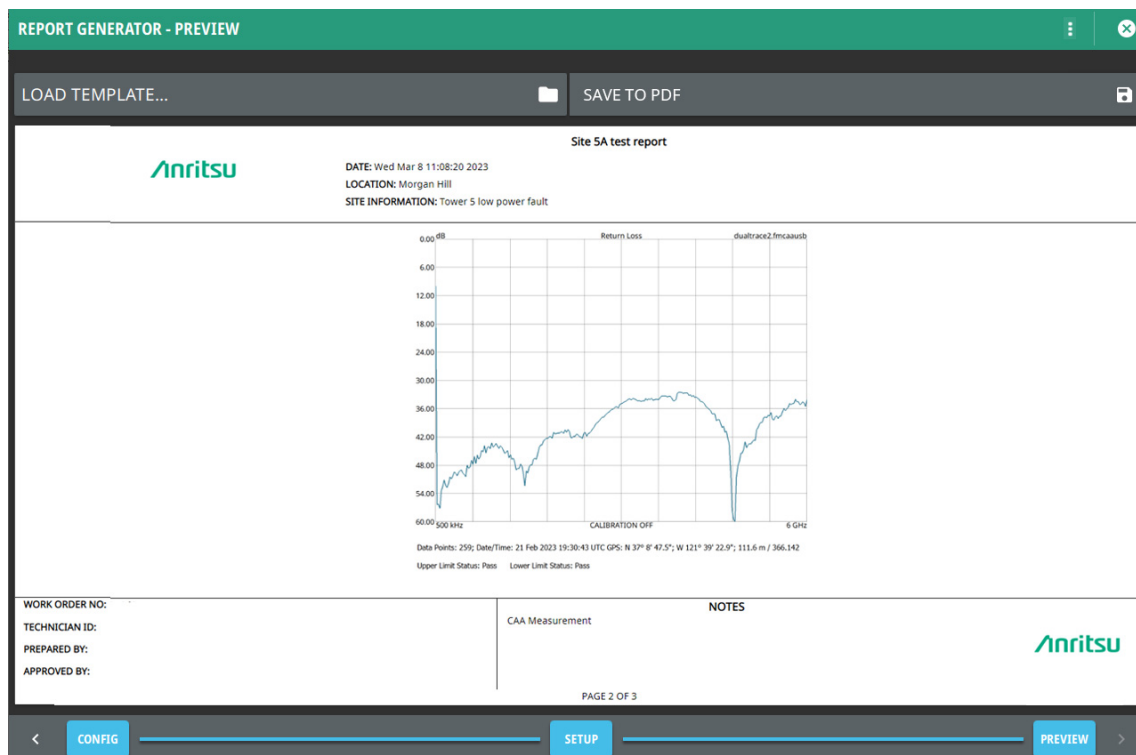 REPORT GENERATOR - PREVIEW
LOAD TEMPLATE...
SAVE TO PDF
Site 5A test report
Anritsu
DATE: Wed Mar 8 11:08:20 2023
LOCATION: Morgan Hill
SITE INFORMATION: Tower 5 low power fault
dB
Return Loss
dualtrace2.fmcaausb
0.00
6.00
12.00
18.00
24.00
30.00
36.00
42.00
48.00
54.00
60.00
500 kHz
CALIBRATION OFF
6 GHz
Data Points: 259; Date/Time: 21 Feb 2023 19:30:43 UTC GPS: N 37° 8' 47.5"; W 121° 39' 22.9"; 111.6 m / 366.142
Upper Limit Status: Pass Lower Limit Status: Pass
WORK ORDER NO:
TECHNICIAN ID:
PREPARED BY:
APPROVED BY:
NOTES
CAA Measurement
Anritsu
PAGE 2 OF 3
CONFIG
SETUP
PREVIEW